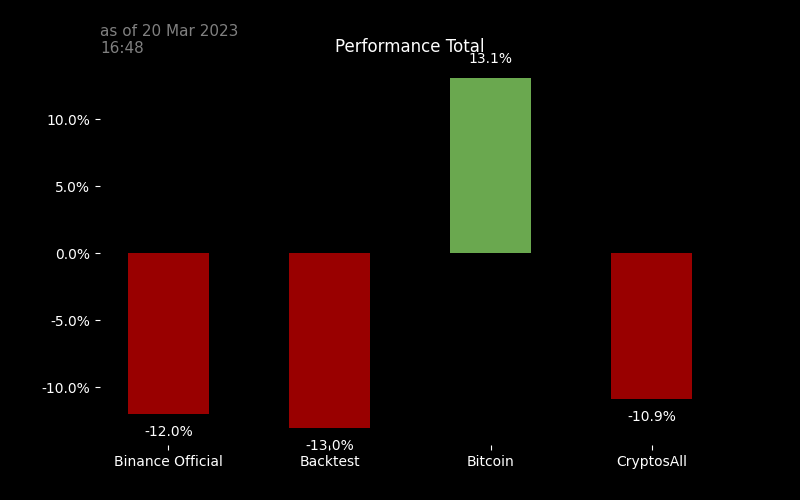 as of 20 Mar 2023
16:48
Performance Total
13.1%
10.0%
5.0%
0.0%
-5.0%
-10.0%
-12.0%
-13.0%
-10.9%
Binance Official
Backtest
Bitcoin
CryptosAll